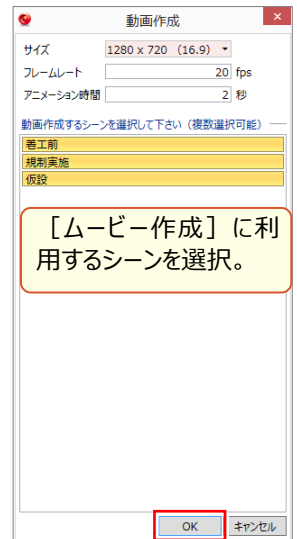 動画作成
サイズ 1280 x 720 （16.9）
フレームレート 20 fps
アニメーション時間 2 秒
動画作成するシーンを選択して下さい（複数選択可能）
着工前
規制実施
仮設
［ムービー作成］に利
用するシーンを選択。
OK キャンセル